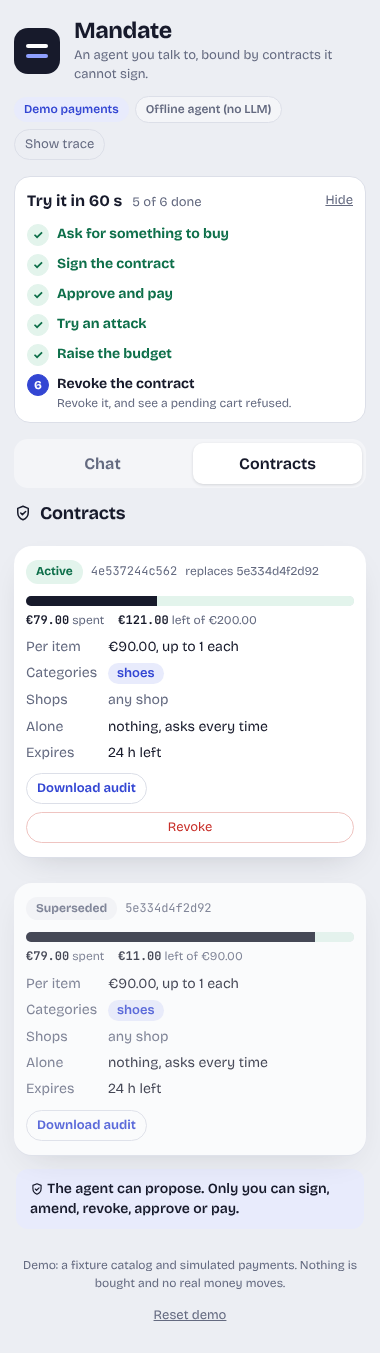 Mandate
An agent you talk to, bound by contracts it
cannot sign.
Demo payments Offline agent (no LLM)
Show trace
Try it in 60 s 5 of 6 done Hide
Ask for something to buy
Sign the contract
Approve and pay
Try an attack
Raise the budget
6 Revoke the contract
Revoke it, and see a pending cart refused.
Chat Contracts
Contracts
Active 4e537244c562 replaces 5e334d4f2d92
€79.00 spent €121.00 left of €200.00
Per item €90.00, up to 1 each
Categories shoes
Shops any shop
Alone nothing, asks every time
Expires 24 h left
Download audit
Revoke
Superseded 5e334d4f2d92
€79.00 spent €11.00 left of €90.00
Per item €90.00, up to 1 each
Categories shoes
Shops any shop
Alone nothing, asks every time
Expires 24 h left
Download audit
The agent can propose. Only you can sign,
amend, revoke, approve or pay.
Demo: a fixture catalog and simulated payments. Nothing is
bought and no real money moves.
Reset demo